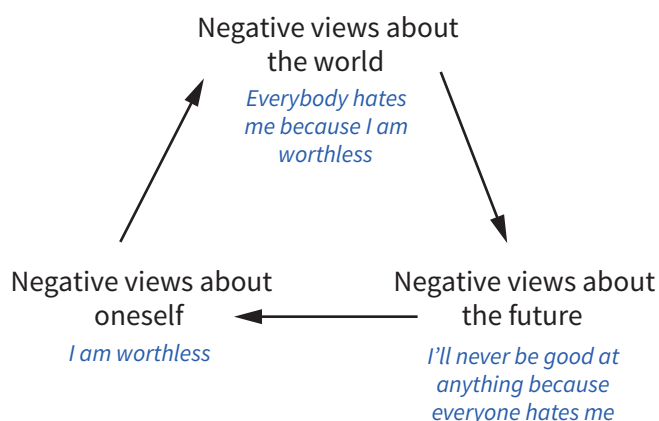 Negative views about
the world
Everybody hates
me because I am
worthless
Negative views about
oneself
I am worthless
Negative views about
the future
I’ll never be good at
anything because
everyone hates me